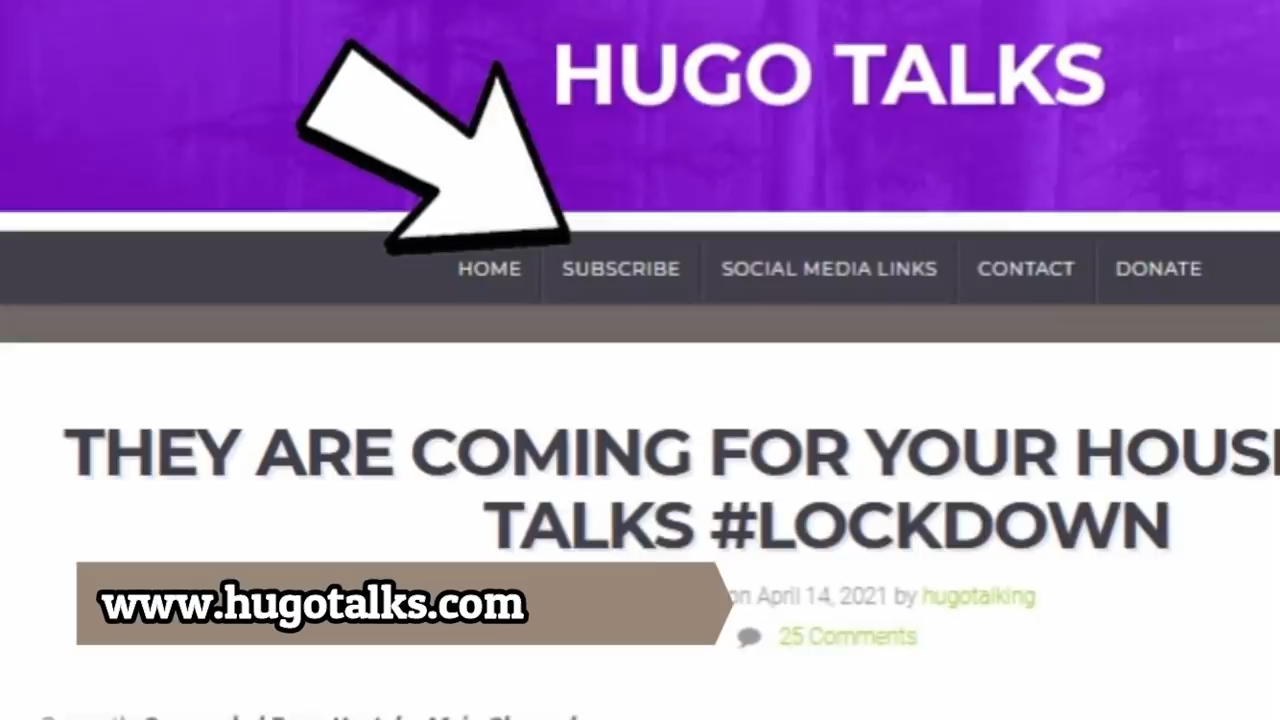 HUGO TALKS
HOME SUBSCRIBE SOCIAL MEDIA LINKS CONTACT DONATE
THEY ARE COMING FOR YOUR HOUS
TALKS #LOCKDOWN
www.hugotalks.com
on April 14, 2021 by hugotalking
25 Comments